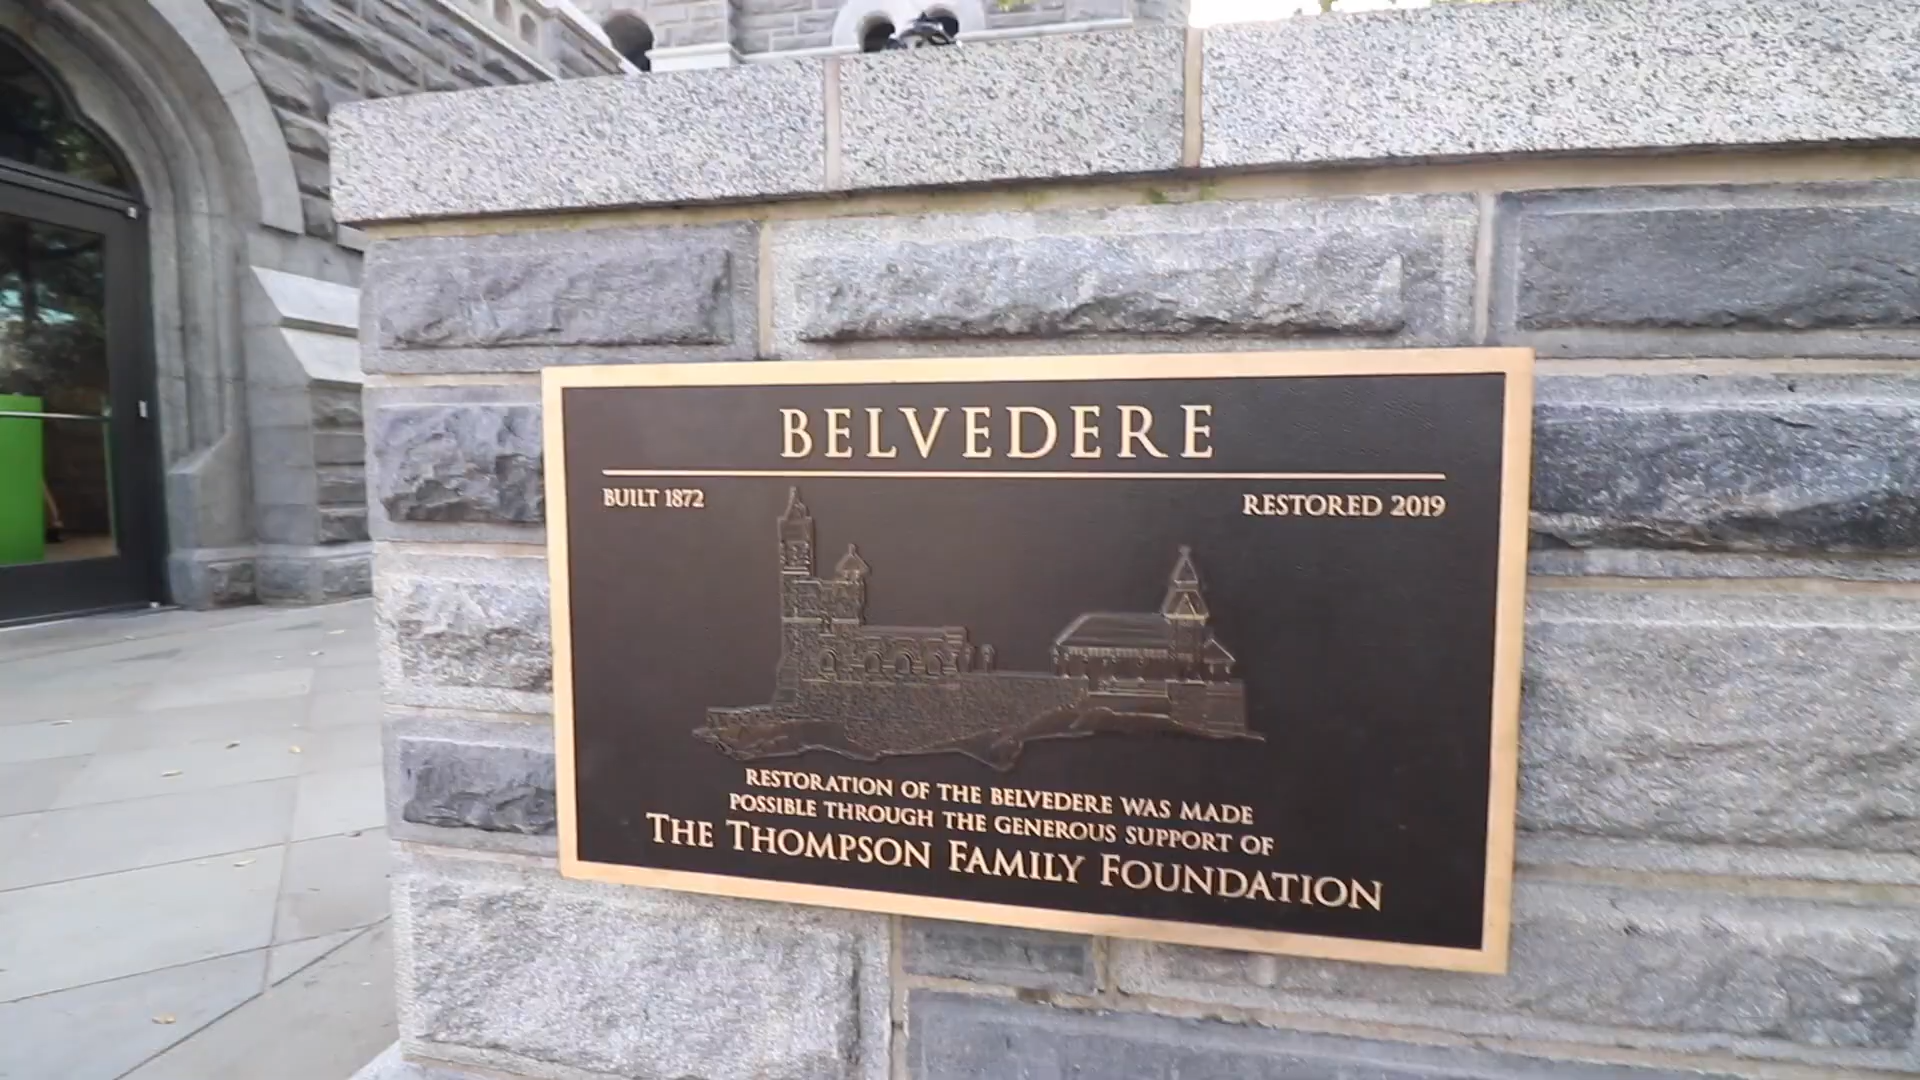 BELVEDERE
BUILT 1872
RESTORED 2019
RESTORATION OF THE BELVEDERE WAS MADE
POSSIBLE THROUGH THE GENEROUS SUPPORT OF
THE THOMPSON FAMILY FOUNDATION